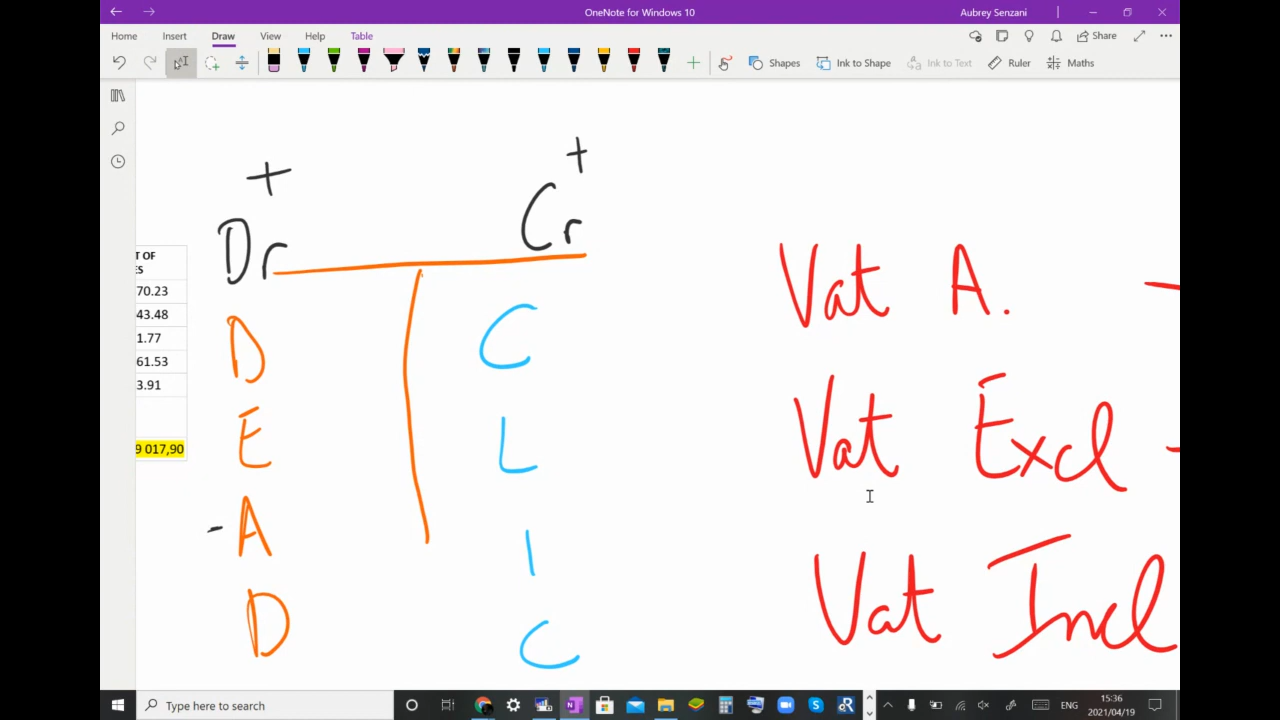 OneNote for Windows 10
Aubrey Senzani
Home Insert Draw View Help Table
Share
Shapes Ink to Shape Ink to Text Ruler Maths
+ +
Dr Cr
T OF
ES
70.23
43.48
1.77
61.53
3.91
9 017,90
D C
E L
- A I
D C
Vat A. -
Vat Excl -
Vat Incl
Type here to search
ENG
15:36
2021/04/19